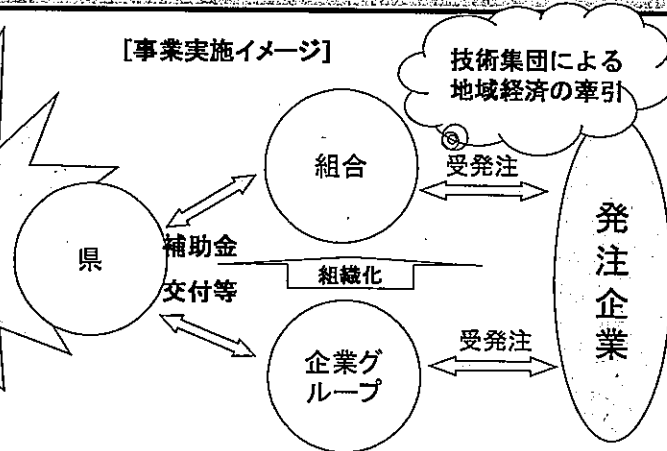 [事業実施イメージ]
技術集団による
地域経済の牽引
組合
受発注
県
補助金
交付等
組織化
発注企業
企業グ
ループ
受発注